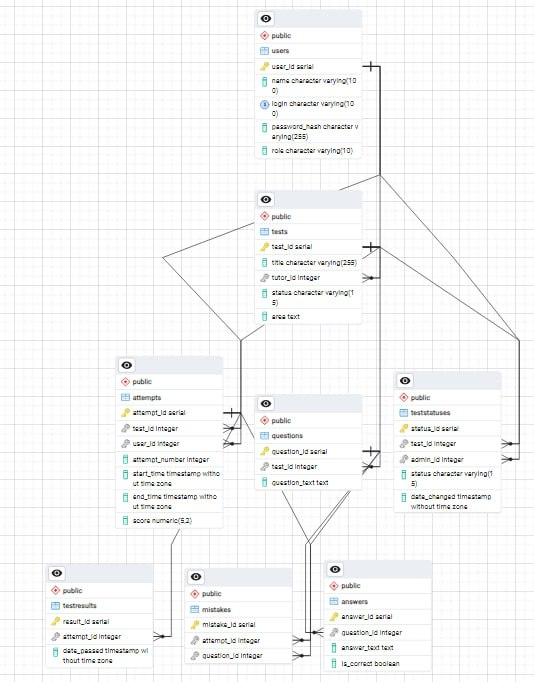 public
users
user_id serial
name character varying(10
0)
login character varying(10
0)
password_hash character v
arying(255)
role character varying(10)
public
tests
test_id serial
title character varying(255)
tutor_id integer
status character varying(1
5)
area text
public
attempts
attempt_id serial
test_id integer
user_id integer
attempt_number integer
start_time timestamp witho
ut time zone
end_time timestamp witho
ut time zone
score numeric(5,2)
public
questions
question_id serial
test_id integer
question_text text
public
teststatuses
status_id serial
test_id integer
admin_id integer
status character varying(1
5)
date_changed timestamp
without time zone
public
testresults
result_id serial
attempt_id integer
date_passed timestamp wi
thout time zone
public
mistakes
mistake_id serial
attempt_id integer
question_id integer
public
answers
answer_id serial
question_id integer
answer_text text
is_correct boolean